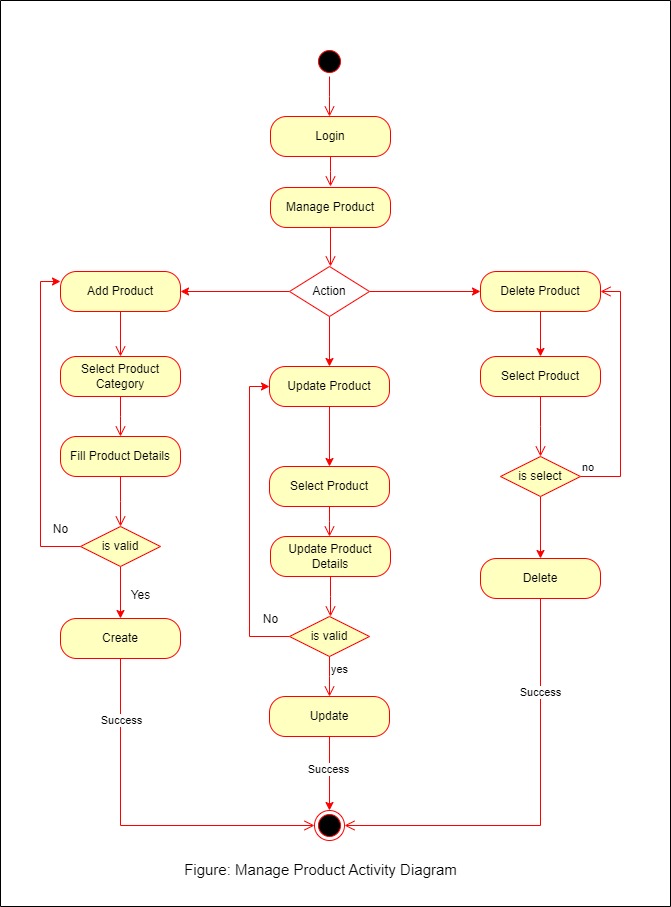 Login
Manage Product
Add Product
Action
Delete Product
Select Product
Category
Update Product
Select Product
Fill Product Details
is select
no
Select Product
No
is valid
Update Product
Details
Yes
Delete
No
Create
is valid
yes
Success
Success
Update
Success
Figure: Manage Product Activity Diagram